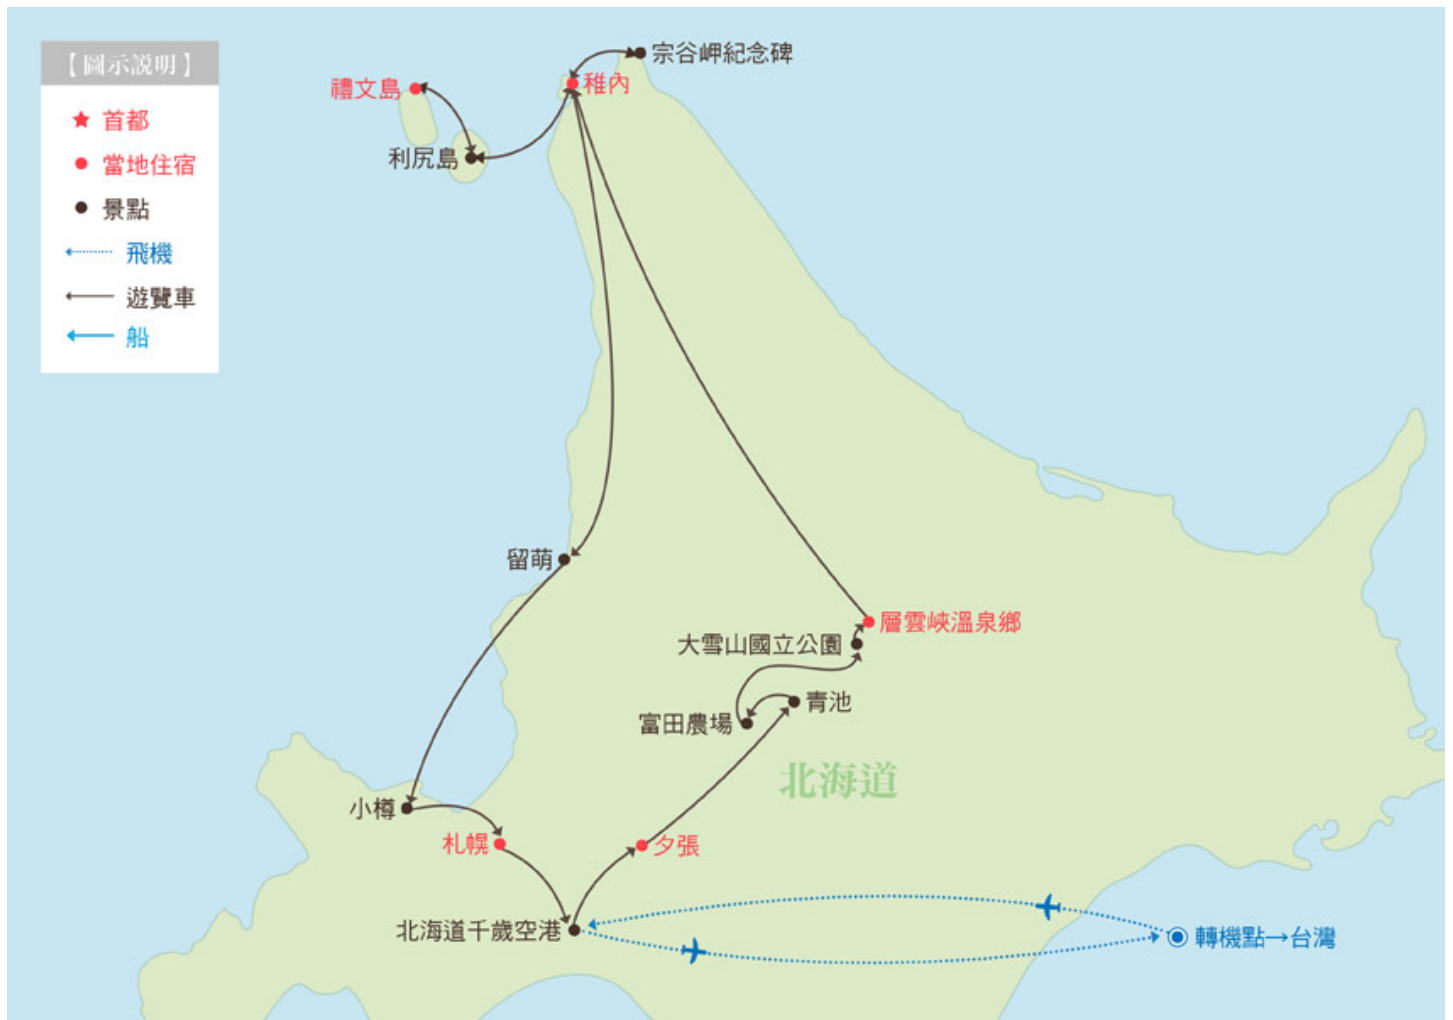 【圖示説明】
首都
當地住宿
景點
飛機
遊覽車
船
宗谷岬紀念碑
稚內
禮文島
利尻島
留萌
層雲峽溫泉鄉
大雪山國立公園
青池
富田農場
北海道
小樽
札幌
夕張
北海道千歲空港
轉機點→台灣